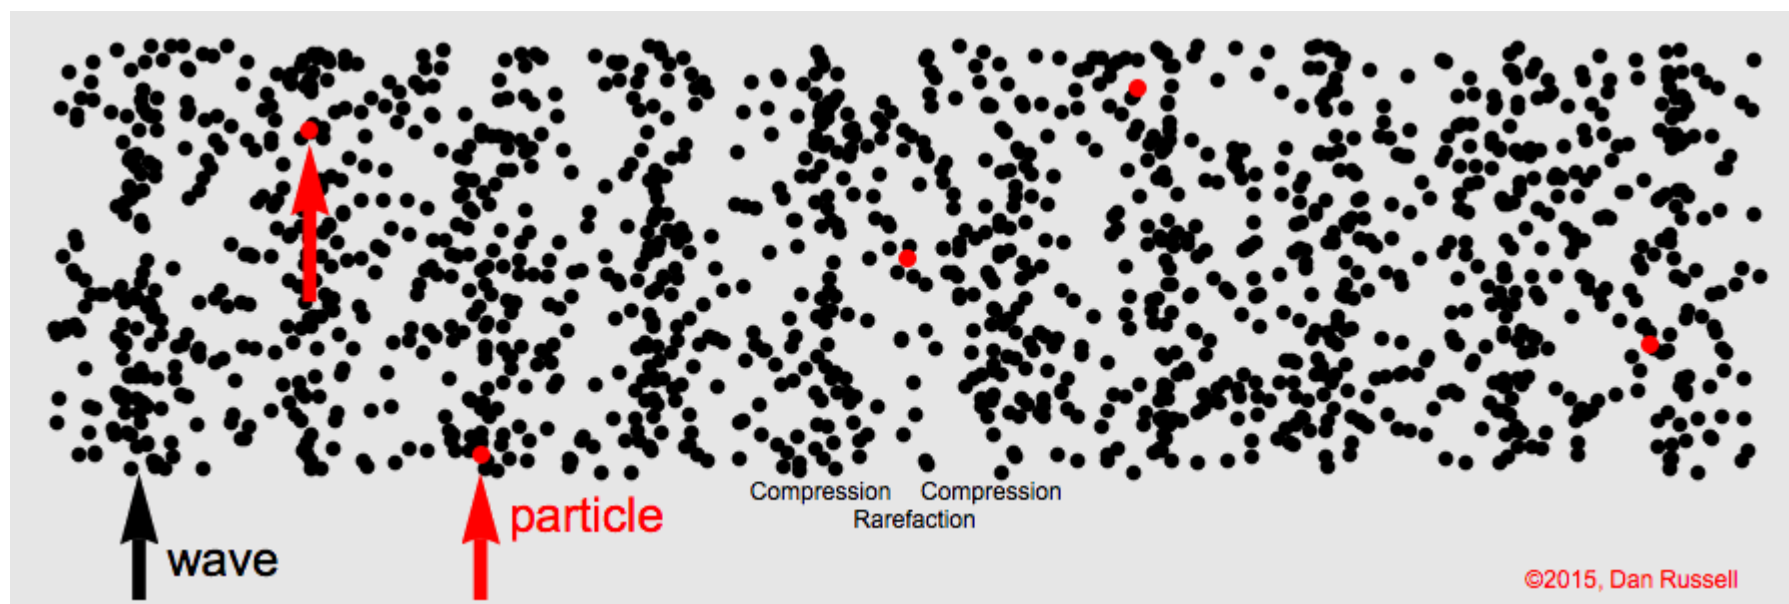 Compression Compression
Rarefaction
particle
wave
©2015, Dan Russell